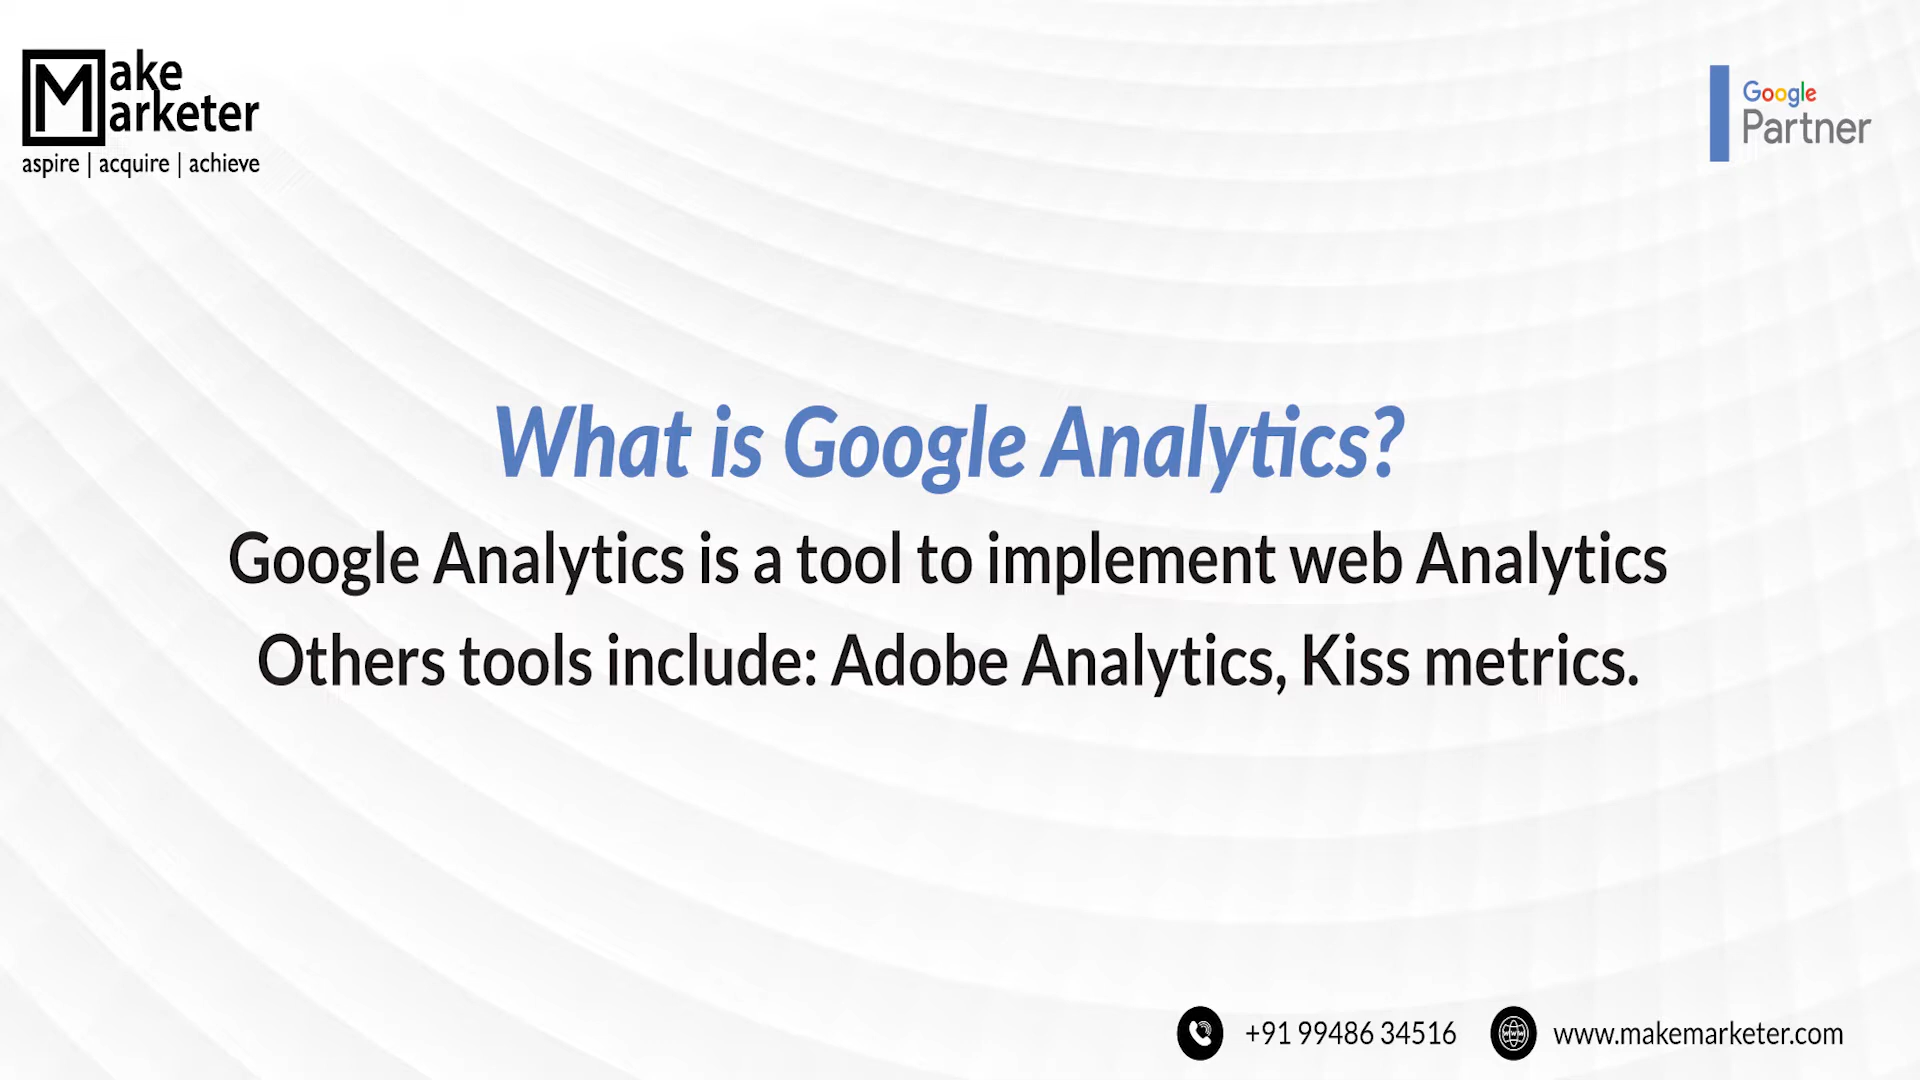 Make
Marketer
aspire | acquire | achieve
Google
Partner
What is Google Analytics?
Google Analytics is a tool to implement web Analytics
Others tools include: Adobe Analytics, Kiss metrics.
+91 99486 34516
www.makemarketer.com